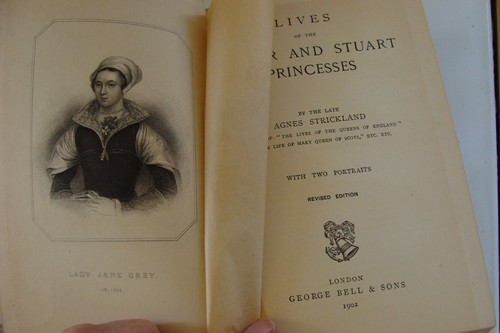 LADY JANE GREY.
LIVES
OF THE
R AND STUART
PRINCESSES
BY THE LATE
AGNES STRICKLAND
OF "THE LIVES OF THE QUEENS OF ENGLAND"
LIFE OF MARY QUEEN OF SCOTS," ETC. ETC.
WITH TWO PORTRAITS
REVISED EDITION
LONDON
GEORGE BELL & SONS
1902